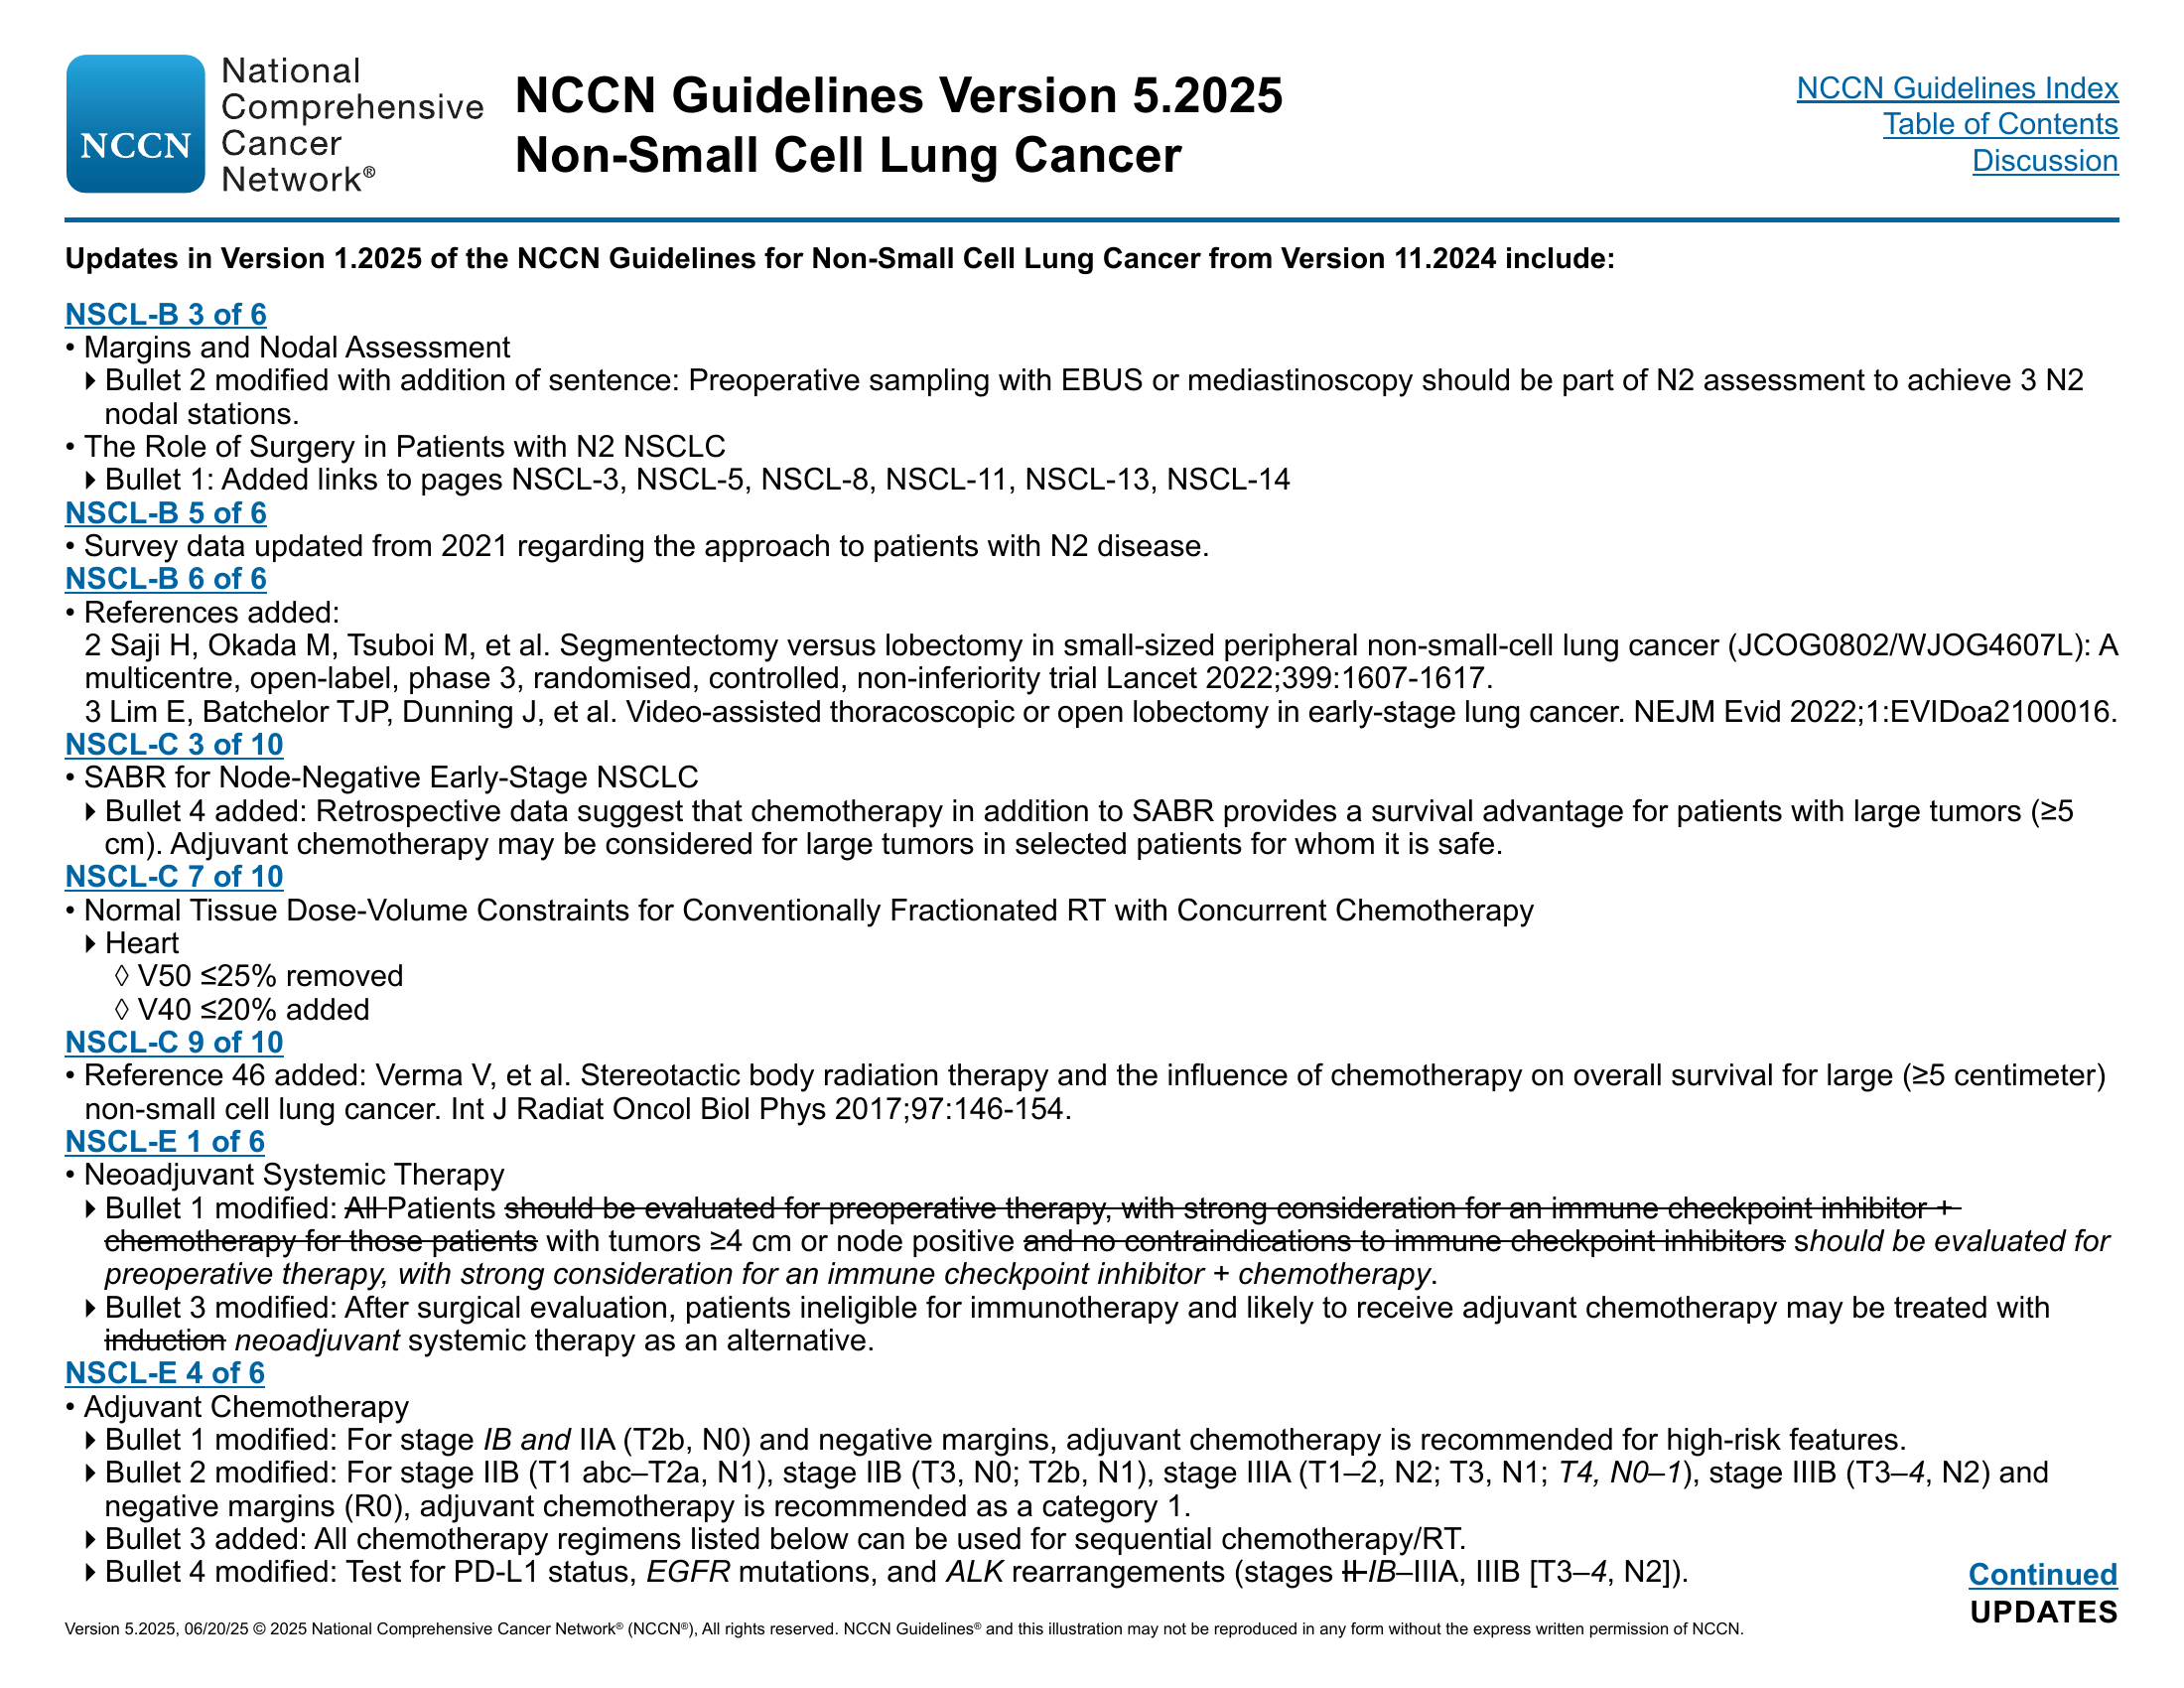 National
Comprehensive
NCCN Cancer
Network®
NCCN Guidelines Version 5.2025
Non-Small Cell Lung Cancer
NCCN Guidelines Index
Table of Contents
Discussion
Updates in Version 1.2025 of the NCCN Guidelines for Non-Small Cell Lung Cancer from Version 11.2024 include:
NSCL-B 3 of 6
• Margins and Nodal Assessment
‣ Bullet 2 modified with addition of sentence: Preoperative sampling with EBUS or mediastinoscopy should be part of N2 assessment to achieve 3 N2
nodal stations.
• The Role of Surgery in Patients with N2 NSCLC
‣ Bullet 1: Added links to pages NSCL-3, NSCL-5, NSCL-8, NSCL-11, NSCL-13, NSCL-14
NSCL-B 5 of 6
• Survey data updated from 2021 regarding the approach to patients with N2 disease.
NSCL-B 6 of 6
• References added:
2 Saji H, Okada M, Tsuboi M, et al. Segmentectomy versus lobectomy in small-sized peripheral non-small-cell lung cancer (JCOG0802/WJOG4607L): A
multicentre, open-label, phase 3, randomised, controlled, non-inferiority trial Lancet 2022;399:1607-1617.
3 Lim E, Batchelor TJP, Dunning J, et al. Video-assisted thoracoscopic or open lobectomy in early-stage lung cancer. NEJM Evid 2022;1:EVIDoa2100016.
NSCL-C 3 of 10
• SABR for Node-Negative Early-Stage NSCLC
‣ Bullet 4 added: Retrospective data suggest that chemotherapy in addition to SABR provides a survival advantage for patients with large tumors (≥5
cm). Adjuvant chemotherapy may be considered for large tumors in selected patients for whom it is safe.
NSCL-C 7 of 10
• Normal Tissue Dose-Volume Constraints for Conventionally Fractionated RT with Concurrent Chemotherapy
‣ Heart
◊ V50 ≤25% removed
◊ V40 ≤20% added
NSCL-C 9 of 10
• Reference 46 added: Verma V, et al. Stereotactic body radiation therapy and the influence of chemotherapy on overall survival for large (≥5 centimeter)
non-small cell lung cancer. Int J Radiat Oncol Biol Phys 2017;97:146-154.
NSCL-E 1 of 6
• Neoadjuvant Systemic Therapy
‣ Bullet 1 modified: All Patients should be evaluated for preoperative therapy, with strong consideration for an immune checkpoint inhibitor +
chemotherapy for those patients with tumors ≥4 cm or node positive and no contraindications to immune checkpoint inhibitors should be evaluated for
preoperative therapy, with strong consideration for an immune checkpoint inhibitor + chemotherapy.
‣ Bullet 3 modified: After surgical evaluation, patients ineligible for immunotherapy and likely to receive adjuvant chemotherapy may be treated with
induction neoadjuvant systemic therapy as an alternative.
NSCL-E 4 of 6
• Adjuvant Chemotherapy
‣ Bullet 1 modified: For stage IB and IIA (T2b, N0) and negative margins, adjuvant chemotherapy is recommended for high-risk features.
‣ Bullet 2 modified: For stage IIB (T1 abc–T2a, N1), stage IIB (T3, N0; T2b, N1), stage IIIA (T1–2, N2; T3, N1; T4, N0–1), stage IIIB (T3–4, N2) and
negative margins (R0), adjuvant chemotherapy is recommended as a category 1.
‣ Bullet 3 added: All chemotherapy regimens listed below can be used for sequential chemotherapy/RT.
‣ Bullet 4 modified: Test for PD-L1 status, EGFR mutations, and ALK rearrangements (stages II IB–IIIA, IIIB [T3–4, N2]).
Continued
UPDATES
Version 5.2025, 06/20/25 © 2025 National Comprehensive Cancer Network® (NCCN®), All rights reserved. NCCN Guidelines® and this illustration may not be reproduced in any form without the express written permission of NCCN.